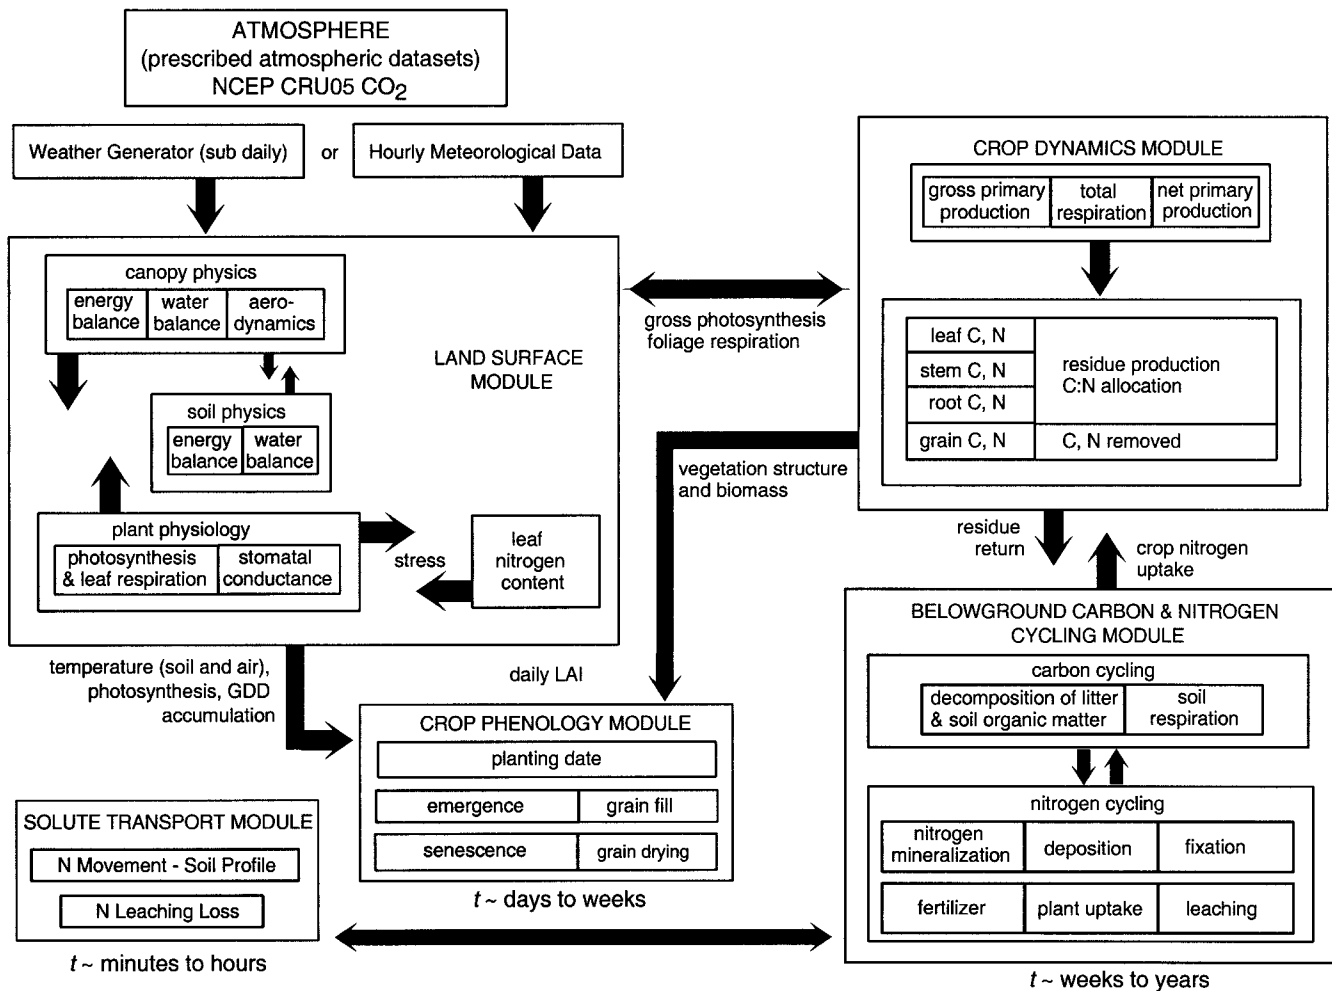 ATMOSPHERE
(prescribed atmospheric datasets)
NCEP CRU05 CO2
Weather Generator (sub daily)
or
Hourly Meteorological Data
LAND SURFACE
MODULE
canopy physics
energy
balance
water
balance
aero-
dynamics
soil physics
energy
balance
water
balance
plant physiology
photosynthesis
& leaf respiration
stomatal
conductance
stress
leaf
nitrogen
content
gross photosynthesis
foliage respiration
CROP DYNAMICS MODULE
gross primary
production
total
respiration
net primary
production
leaf C, N
stem C, N
root C, N
grain C, N
residue production
C:N allocation
C, N removed
vegetation structure
and biomass
residue
return
crop nitrogen
uptake
temperature (soil and air),
photosynthesis, GDD
accumulation
daily LAI
CROP PHENOLOGY MODULE
planting date
emergence
grain fill
senescence
grain drying
t ~ days to weeks
BELOWGROUND CARBON & NITROGEN
CYCLING MODULE
carbon cycling
decomposition of litter
& soil organic matter
soil
respiration
nitrogen cycling
nitrogen
mineralization
deposition
fixation
fertilizer
plant uptake
leaching
t ~ weeks to years
SOLUTE TRANSPORT MODULE
N Movement - Soil Profile
N Leaching Loss
t ~ minutes to hours